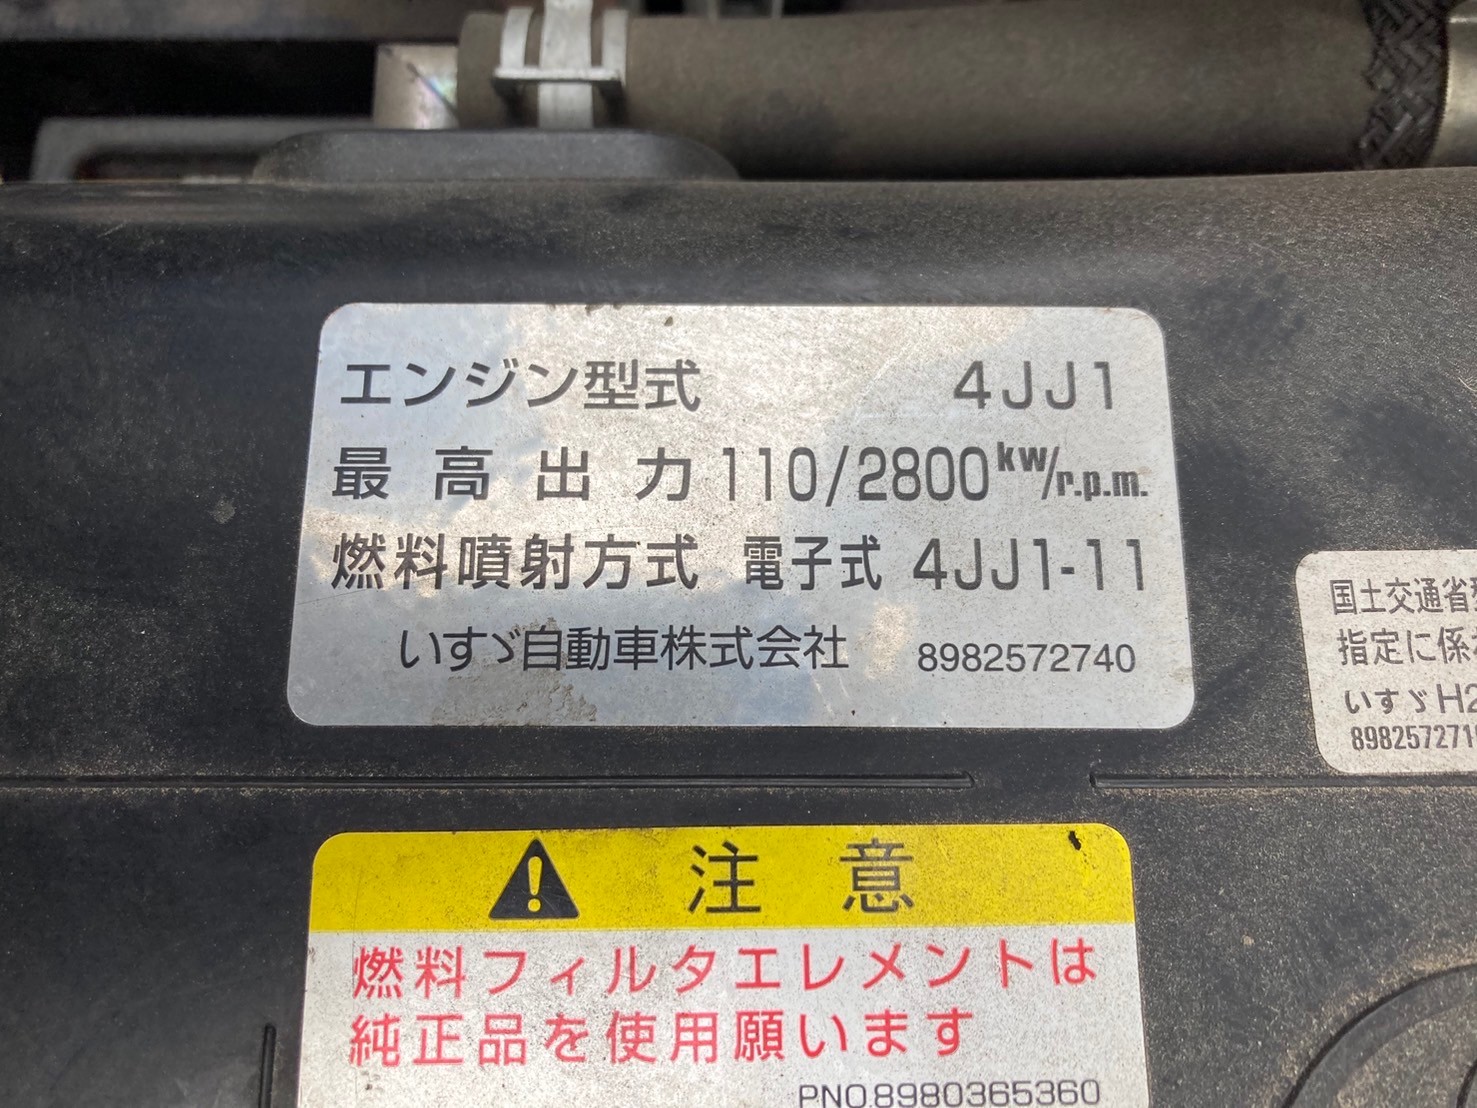 エンジン型式 4JJ1
最高出力 110/2800kw/r.p.m.
燃料噴射方式 電子式 4JJ1-11
いすゞ自動車株式会社 8982572740
国土交通省
指定に係
いすゞH2
898257271
注意
燃料フィルタエレメントは
純正品を使用願います
PNO.8980365360